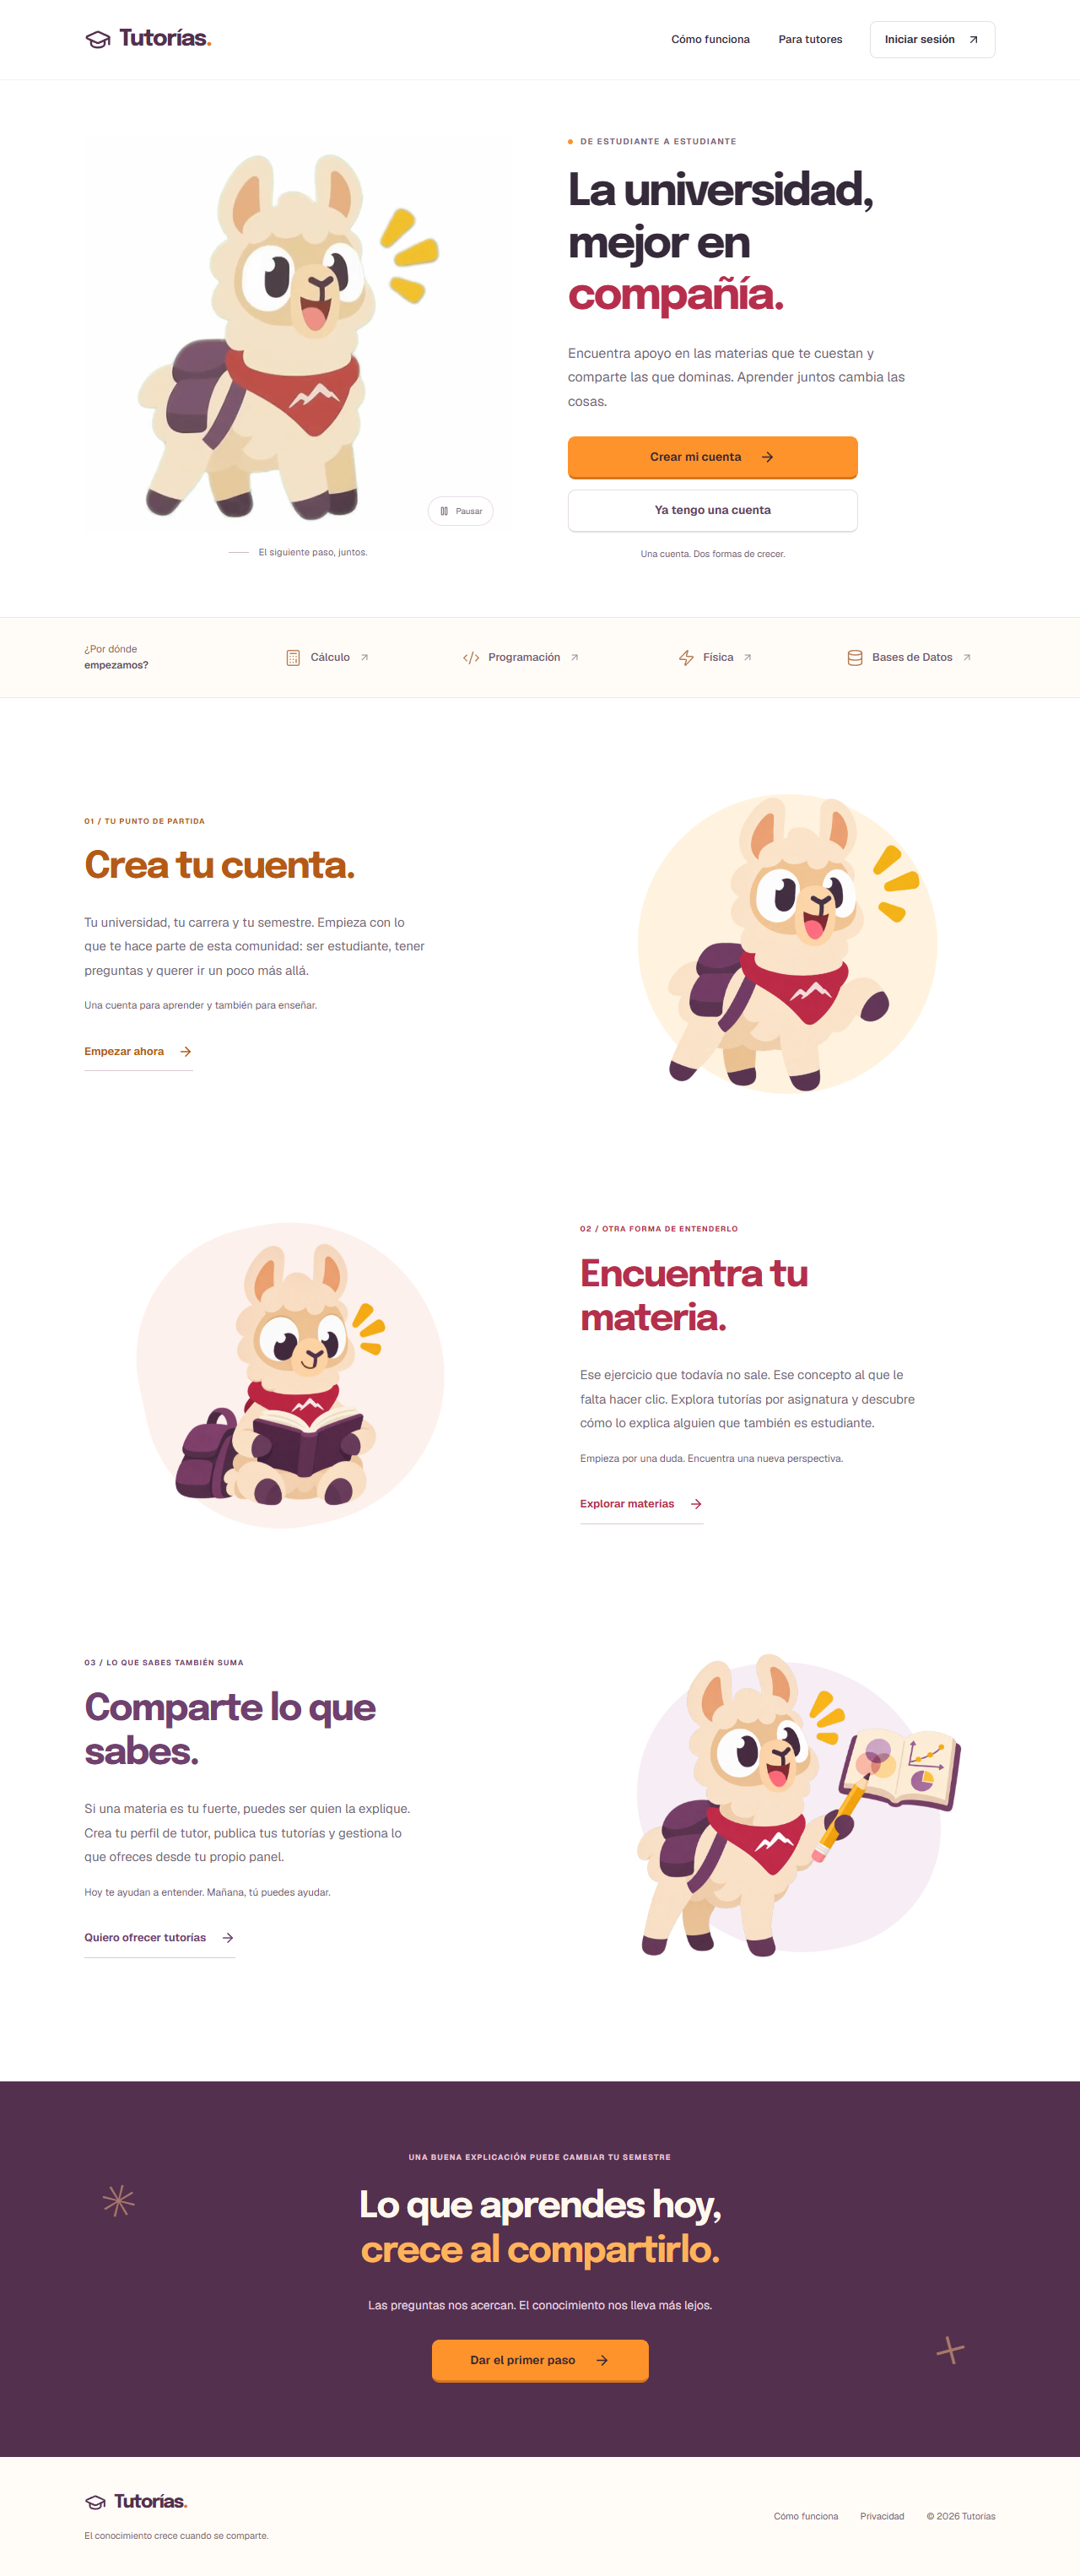 Tutorías.
Cómo funciona
Para tutores
Iniciar sesión
DE ESTUDIANTE A ESTUDIANTE
La universidad,
mejor en
compañía.
Encuentra apoyo en las materias que te cuestan y
comparte las que dominas. Aprender juntos cambia las
cosas.
Crear mi cuenta
Ya tengo una cuenta
Una cuenta. Dos formas de crecer.
Pausar
El siguiente paso, juntos.
¿Por dónde
empezamos?
Cálculo
Programación
Física
Bases de Datos
01 / TU PUNTO DE PARTIDA
Crea tu cuenta.
Tu universidad, tu carrera y tu semestre. Empieza con lo
que te hace parte de esta comunidad: ser estudiante, tener
preguntas y querer ir un poco más allá.
Una cuenta para aprender y también para enseñar.
Empezar ahora
02 / OTRA FORMA DE ENTENDERLO
Encuentra tu
materia.
Ese ejercicio que todavía no sale. Ese concepto al que le
falta hacer clic. Explora tutorías por asignatura y descubre
cómo lo explica alguien que también es estudiante.
Empieza por una duda. Encuentra una nueva perspectiva.
Explorar materias
03 / LO QUE SABES TAMBIÉN SUMA
Comparte lo que
sabes.
Si una materia es tu fuerte, puedes ser quien la explique.
Crea tu perfil de tutor, publica tus tutorías y gestiona lo
que ofreces desde tu propio panel.
Hoy te ayudan a entender. Mañana, tú puedes ayudar.
Quiero ofrecer tutorías
UNA BUENA EXPLICACIÓN PUEDE CAMBIAR TU SEMESTRE
Lo que aprendes hoy,
crece al compartirlo.
Las preguntas nos acercan. El conocimiento nos lleva más lejos.
Dar el primer paso
Tutorías.
El conocimiento crece cuando se comparte.
Cómo funciona
Privacidad
© 2026 Tutorías